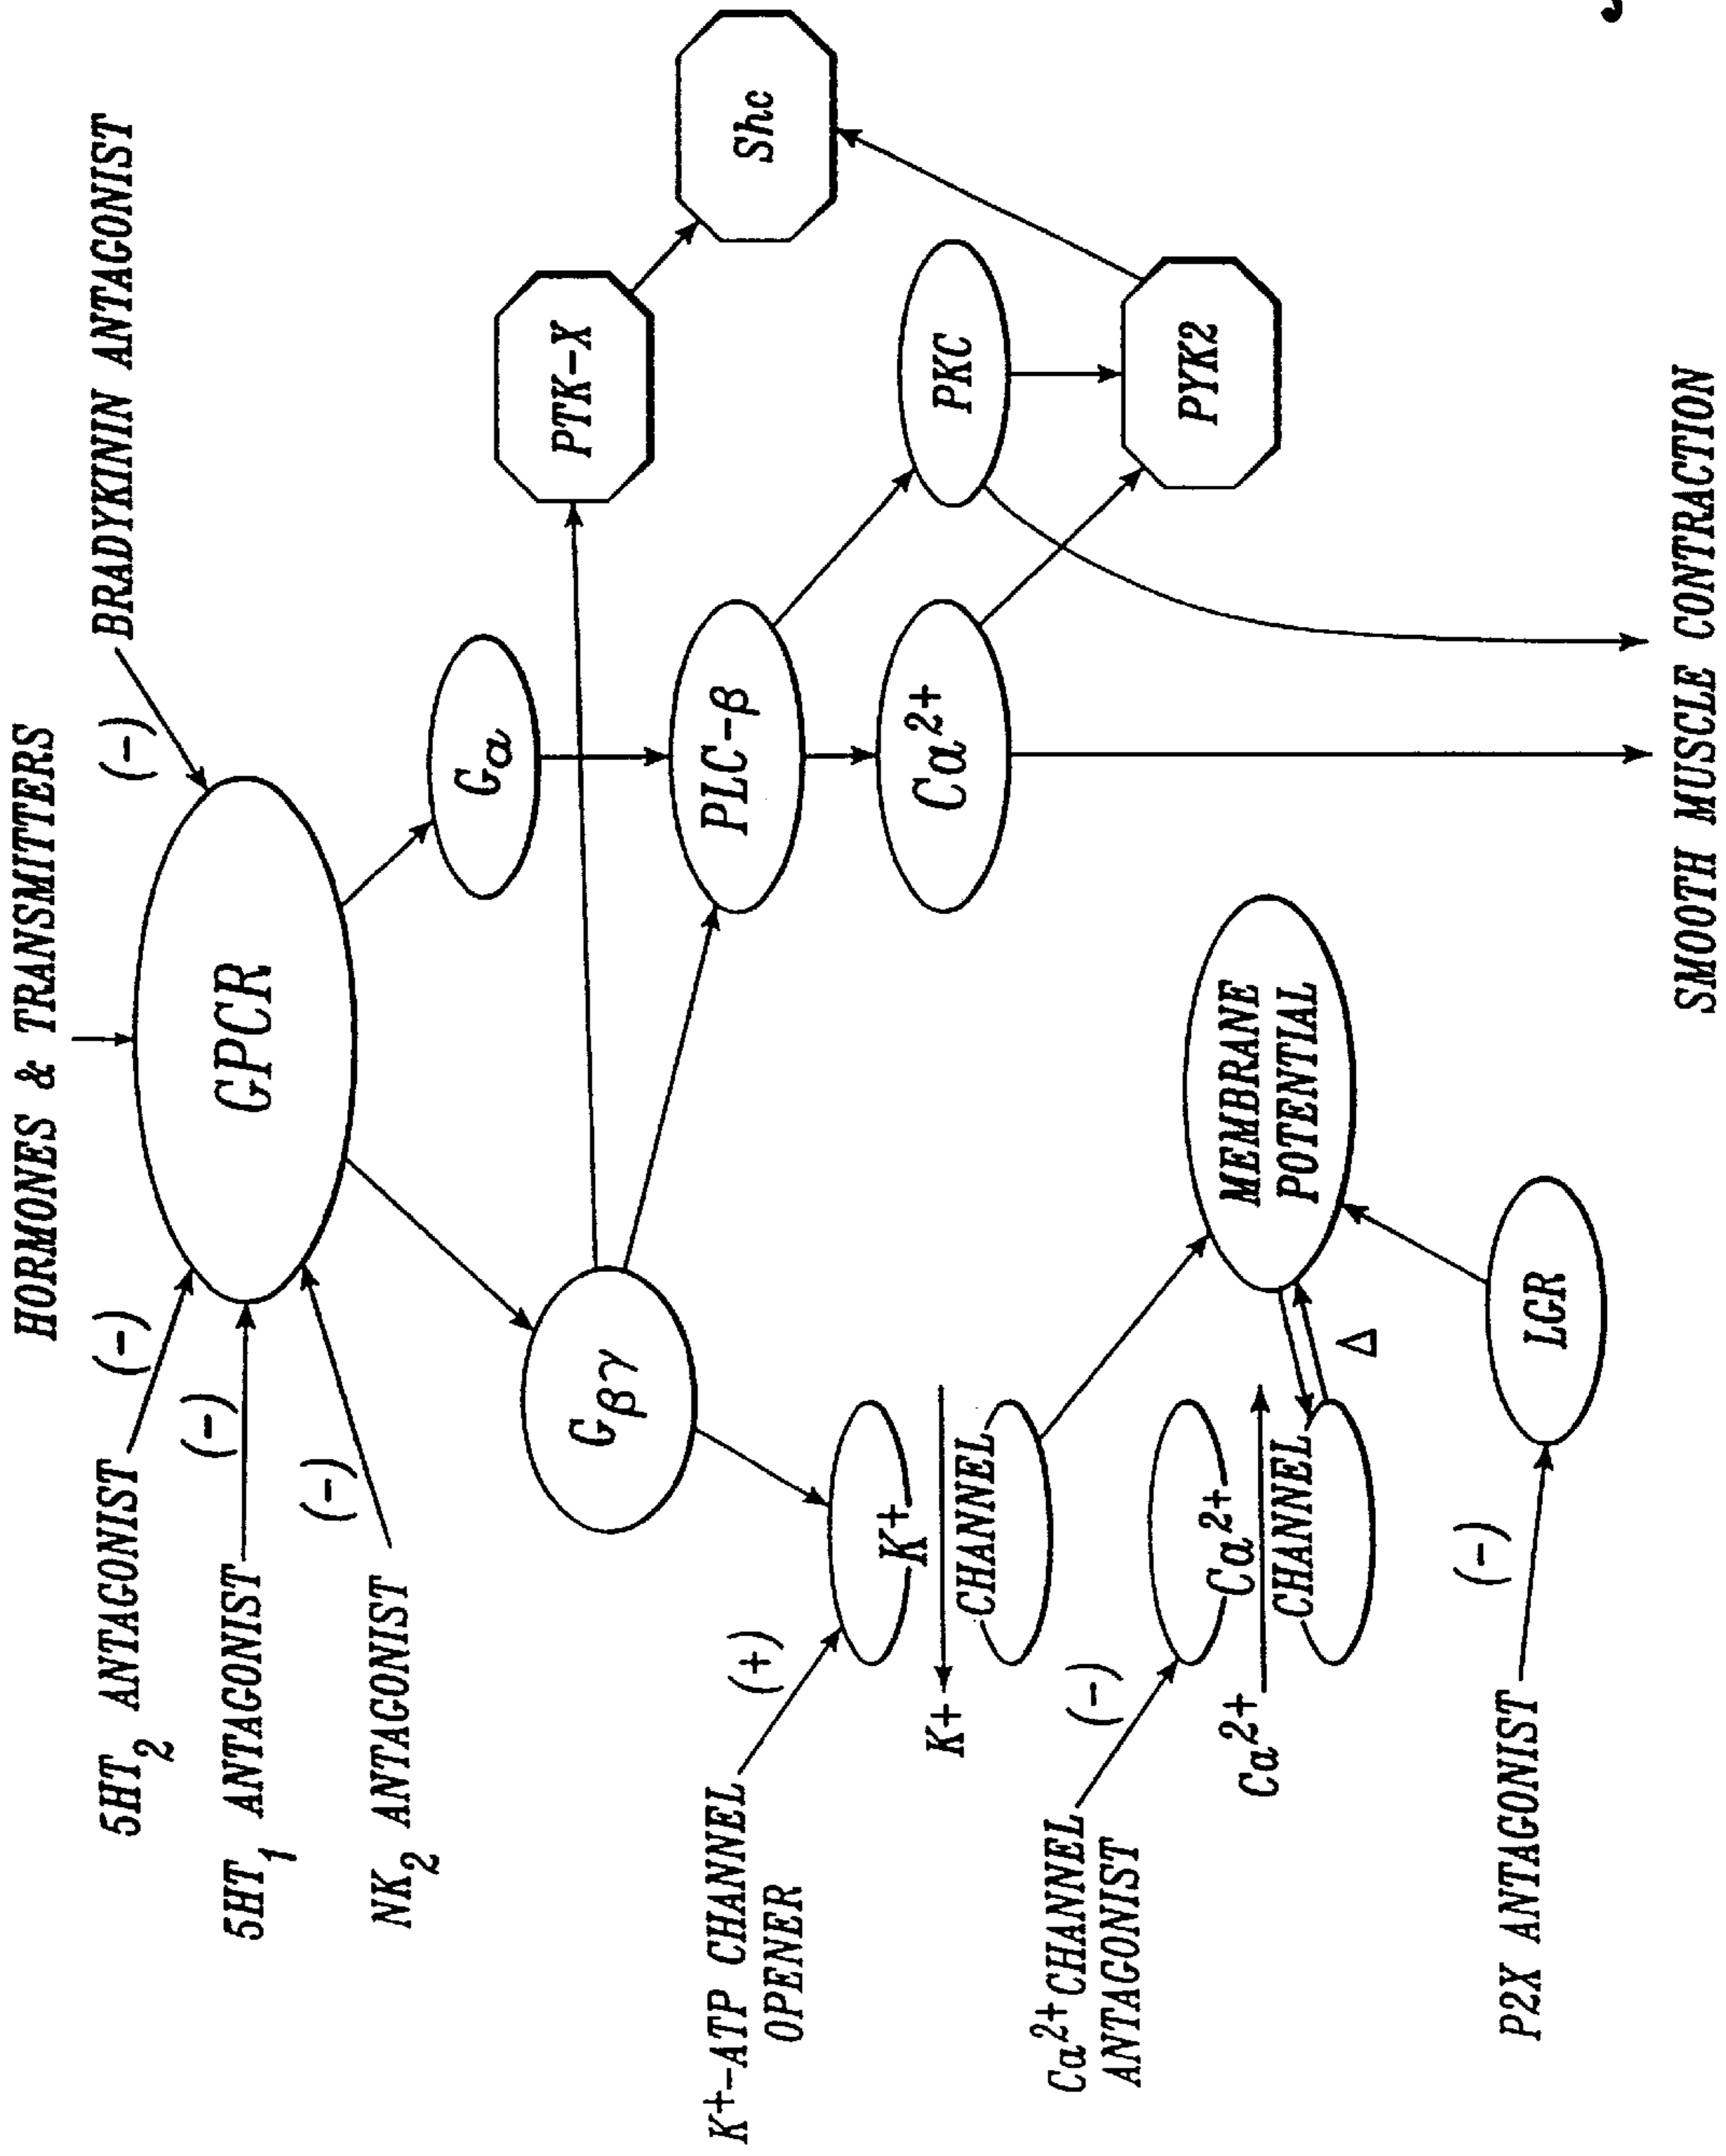 HORMONES & TRANSMITTERS
5HT2 ANTAGONIST
(-)
(-)
BRADYKININ ANTAGONIST
5HT1 ANTAGONIST
(-)
GPCR
NK2 ANTAGONIST
(-)
Gα
Gβγ
PTK-X
Shc
K+-ATP CHANNEL
OPENER
(+)
PLC-β
K+
K+
CHANNEL
Ca2+
PKC
Ca2+CHANNEL
ANTAGONIST
(-)
Ca2+
Ca2+
CHANNEL
Δ
MEMBRANE
POTENTIAL
PYK2
P2X ANTAGONIST
(-)
LGR
SMOOTH MUSCLE CONTRACTION